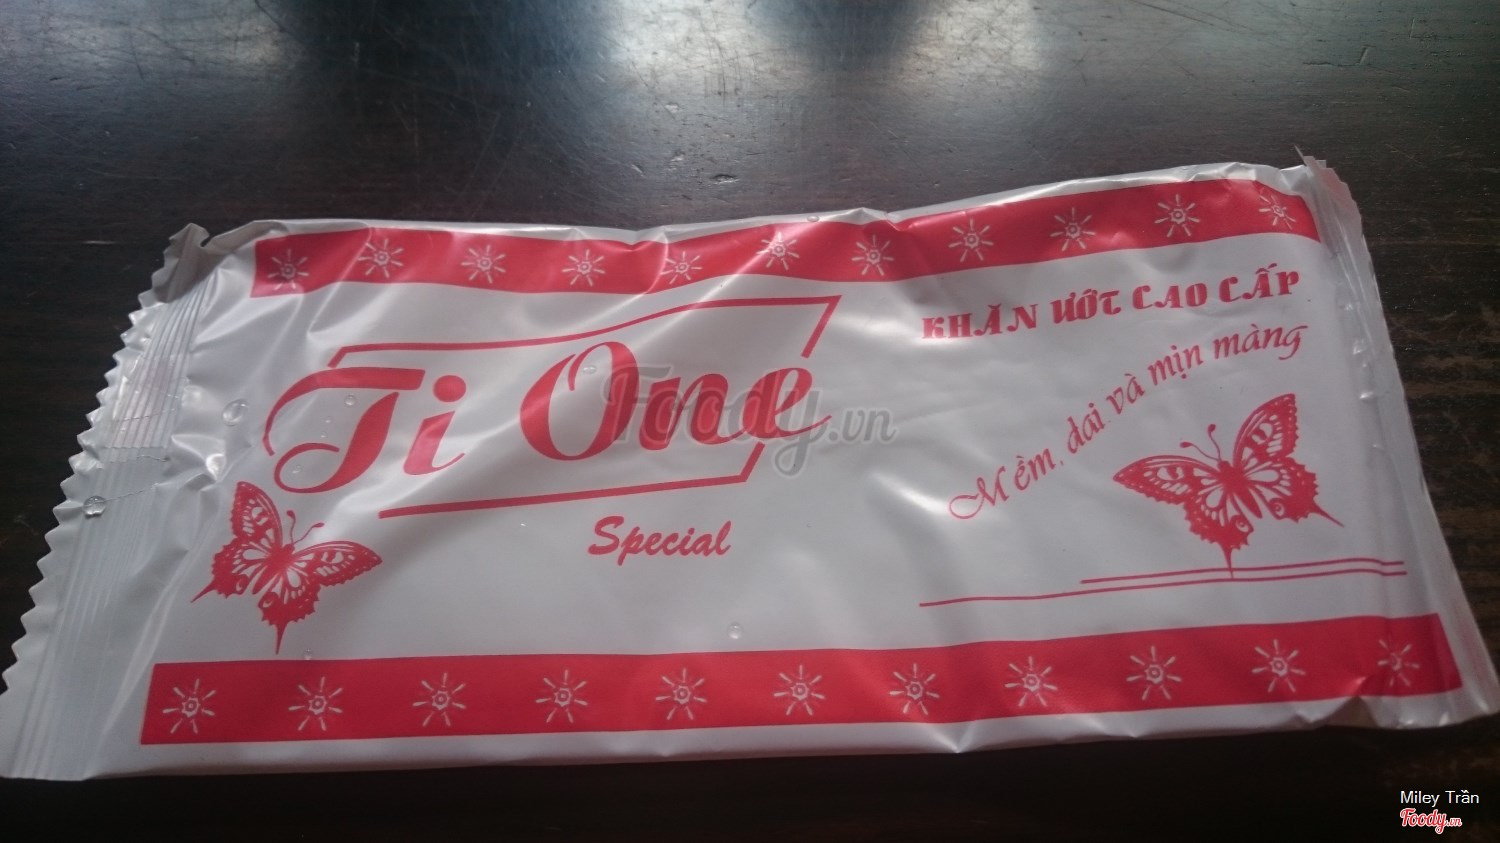 KHĂN ƯỚT CAO CẤP
Mềm, dai và mịn màng
Ti One
Special
Foody.vn
Miley Trần
Foody.vn